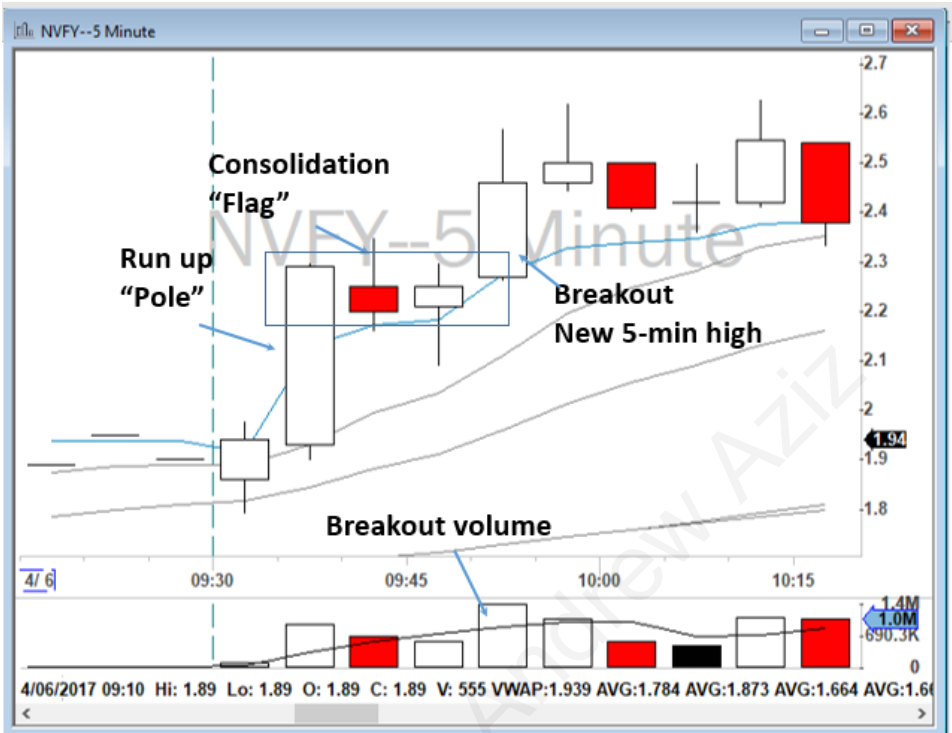 NVFY--5 Minute
NVFY--5 Minute
Consolidation
“Flag”
Run up
“Pole”
Breakout
New 5-min high
Breakout volume
2.7
2.6
2.5
2.4
2.3
2.2
2.1
2
1.94
1.9
1.8
4/ 6
09:30
09:45
10:00
10:15
1.4M
1.0M
690.3K
0
4/06/2017 09:10 Hi: 1.89 Lo: 1.89 O: 1.89 C: 1.89 V: 555 VWAP:1.939 AVG:1.784 AVG:1.873 AVG:1.664 AVG:1.6
Andrew Aziz